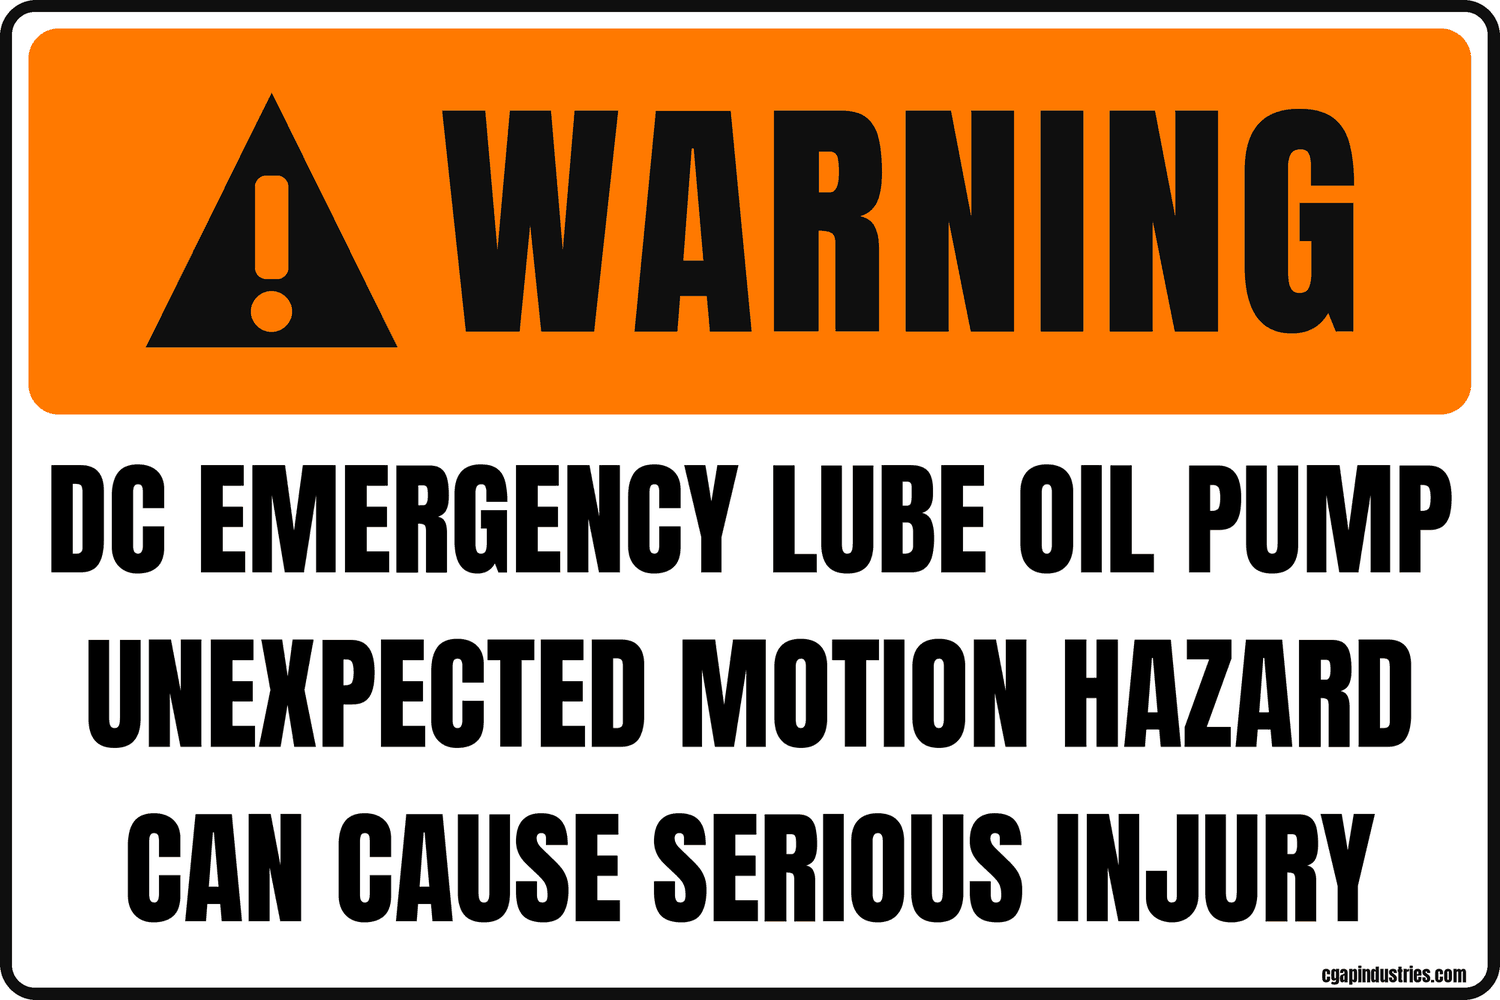 WARNING
DC EMERGENCY LUBE OIL PUMP
UNEXPECTED MOTION HAZARD
CAN CAUSE SERIOUS INJURY
cgapindustries.com